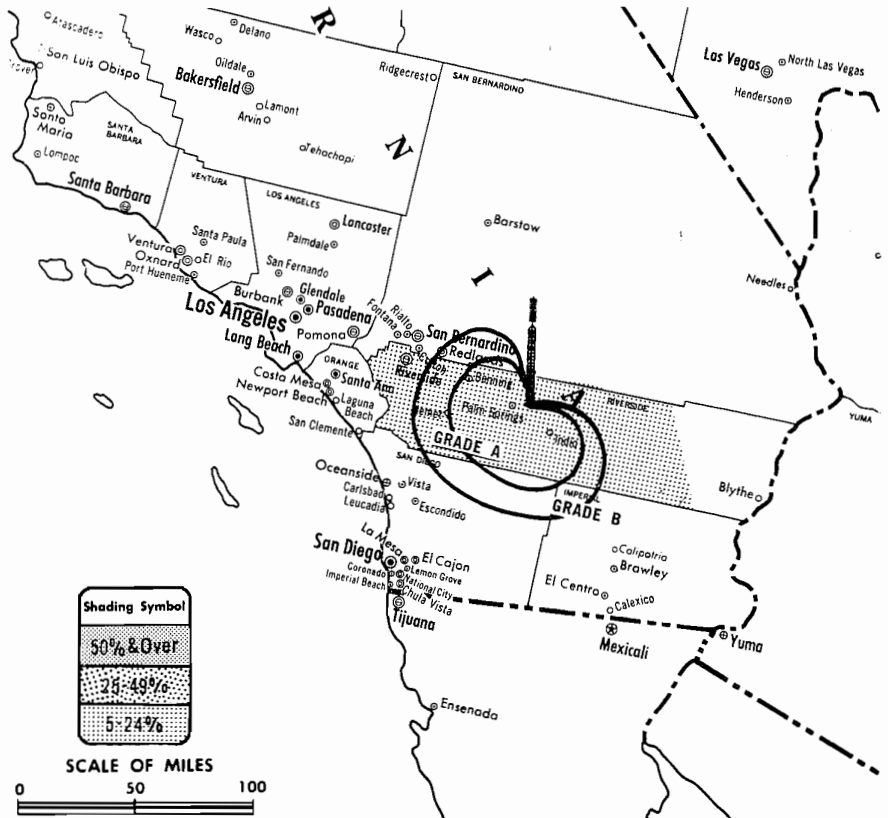 Atascadero
San Luis Obispo
Santa
Maria
SANTA
BARBARA
Lompoc
Santa Barbara
Wasco
Delano
Oildale
Bakersfield
Lamont
Arvin
Tehachapi
R
N
I
A
Ridgecrest
SAN BERNARDINO
Las Vegas
North Las Vegas
Henderson
VENTURA
LOS ANGELES
Lancaster
Palmdale
Barstow
Needles
Santa Paula
Ventura
Oxnard
El Rio
Port Hueneme
San Fernando
Burbank
Glendale
Los Angeles
Pasadena
Pomona
Long Beach
Fontana
Rialto
San Bernardino
Redlands
Riverside
Banning
ORANGE
Santa Ana
Costa Mesa
Newport Beach
Laguna
Beach
San Clemente
Hemet
Palm Springs
Indio
RIVERSIDE
YUMA
GRADE A
SAN DIEGO
IMPERIAL
GRADE B
Blythe
Oceanside
Vista
Carlsbad
Leucadia
Escondido
La Mesa
San Diego
El Cajon
Lemon Grove
Coronado
National City
Imperial Beach
Chula Vista
Tijuana
Calipatria
Brawley
El Centro
Calexico
Mexicali
Yuma
Ensenada
Shading Symbol
50% & Over
25-49%
5-24%
SCALE OF MILES
0 50 100